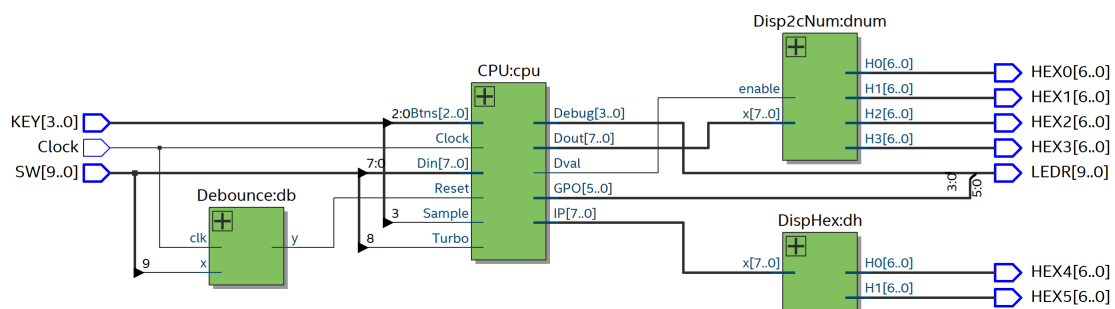 Disp2cNum:dnum
H0[6..0] HEX0[6..0]
CPU:cpu
enable H1[6..0] HEX1[6..0]
KEY[3..0] 2:0 Btns[2..0] Debug[3..0] x[7..0] H2[6..0] HEX2[6..0]
Clock Clock Dout[7..0] H3[6..0] HEX3[6..0]
SW[9..0] 7:0 Din[7..0] Dval LEDR[9..0]
3:0 5:0
Debounce:db Reset GPO[5..0]
3 Sample IP[7..0] DispHex:dh
clk y 8 Turbo
9 x x[7..0] H0[6..0] HEX4[6..0]
H1[6..0] HEX5[6..0]